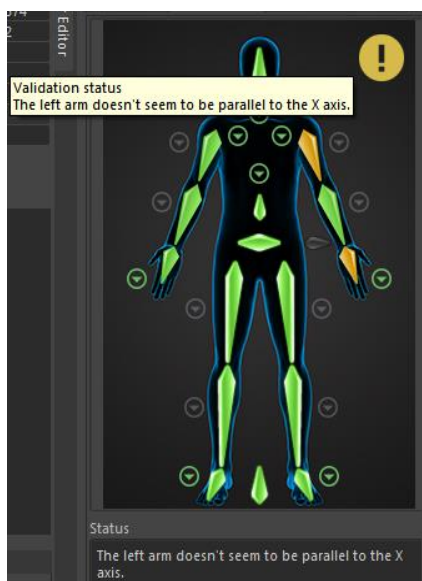 2
Editor
Validation status
The left arm doesn't seem to be parallel to the X axis.
!
Status
The left arm doesn't seem to be parallel to the X
axis.